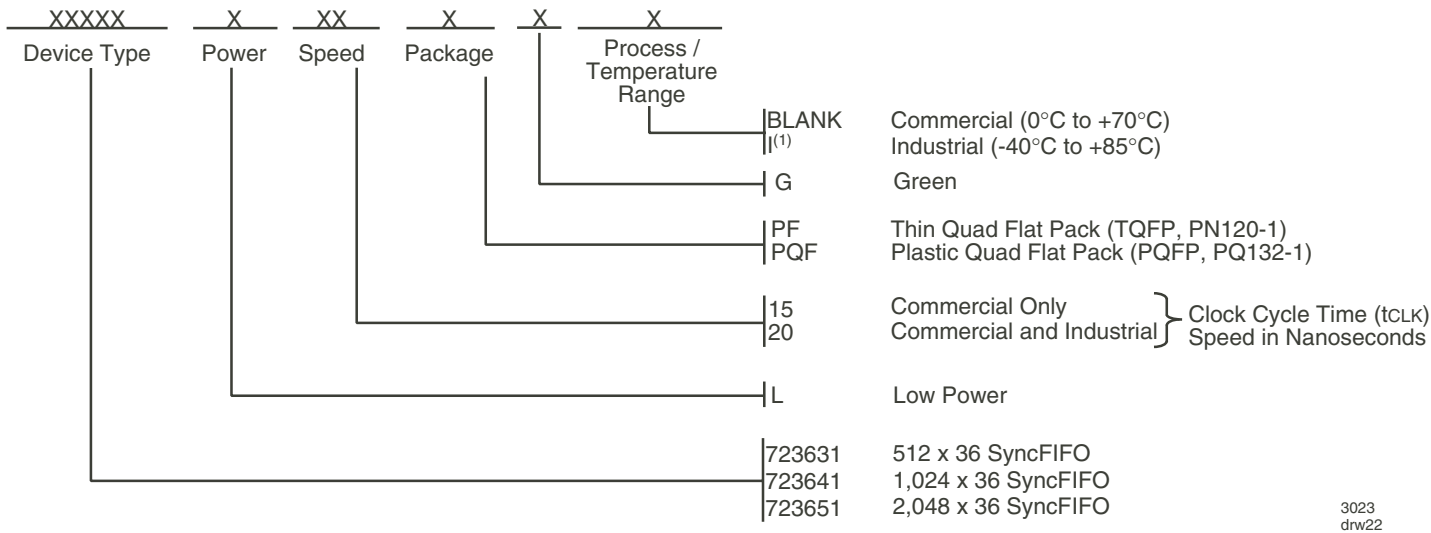 XXXXX X XX X X X
Device Type Power Speed Package Process /
Temperature
Range
BLANK Commercial (0°C to +70°C)
I(1) Industrial (-40°C to +85°C)
G Green
PF Thin Quad Flat Pack (TQFP, PN120-1)
PQF Plastic Quad Flat Pack (PQFP, PQ132-1)
15 Commercial Only
20 Commercial and Industrial
Clock Cycle Time (tCLK)
Speed in Nanoseconds
L Low Power
723631 512 x 36 SyncFIFO
723641 1,024 x 36 SyncFIFO
723651 2,048 x 36 SyncFIFO
3023
drw22